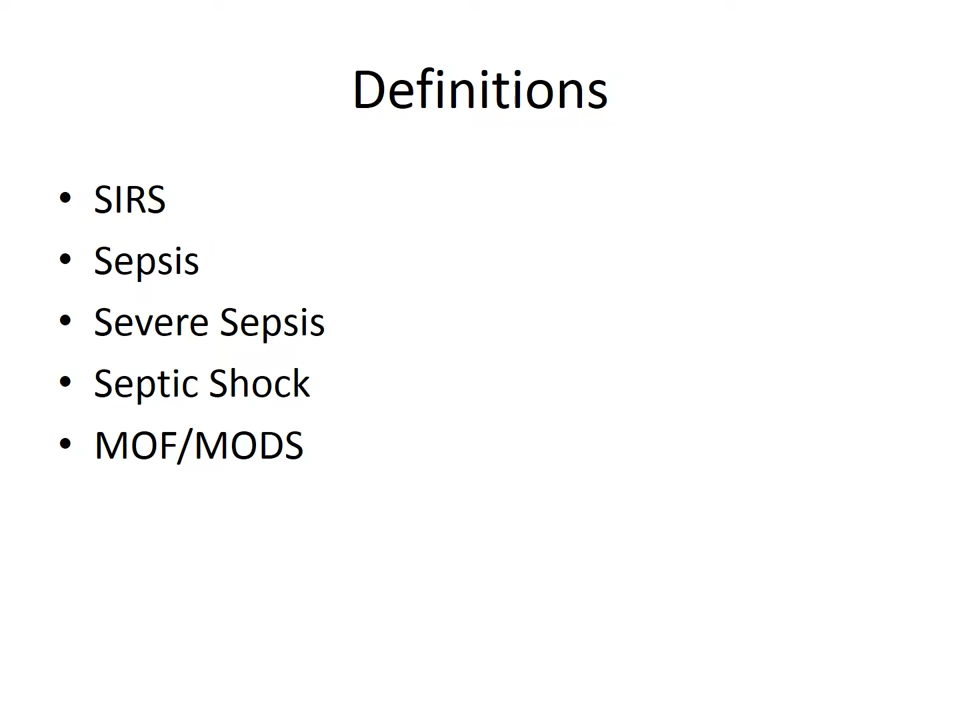 Definitions
• SIRS
• Sepsis
• Severe Sepsis
• Septic Shock
• MOF/MODS